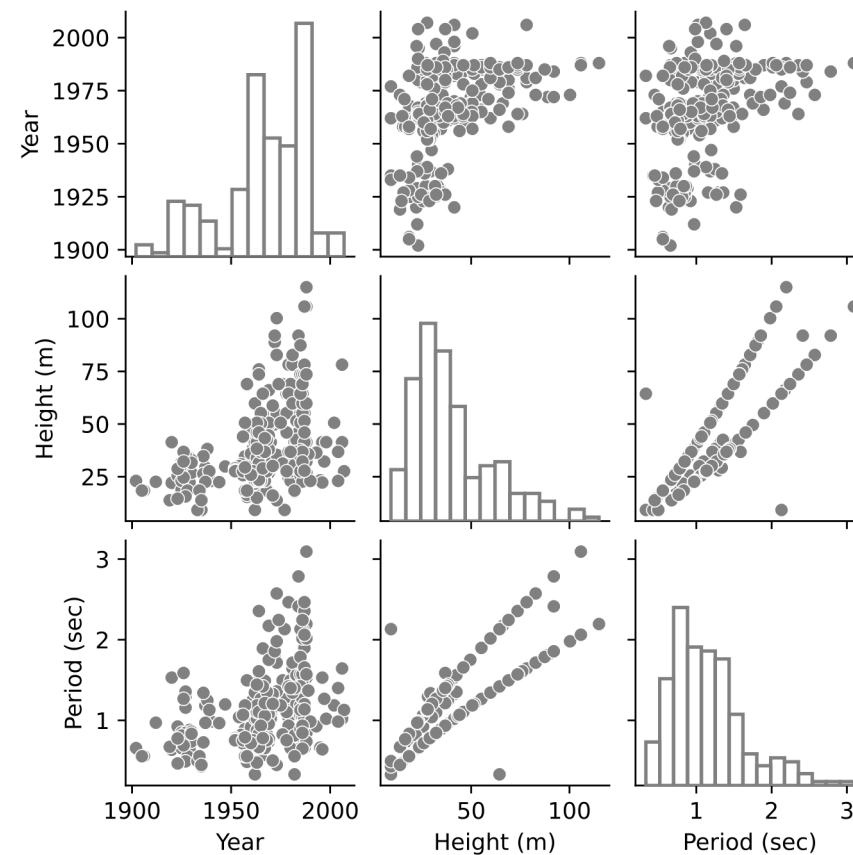 2000
1975
1950
1925
1900
Year
100
75
50
25
Height (m)
3
2
1
Period (sec)
1900 1950 2000
50 100
1 2 3
Year
Height (m)
Period (sec)